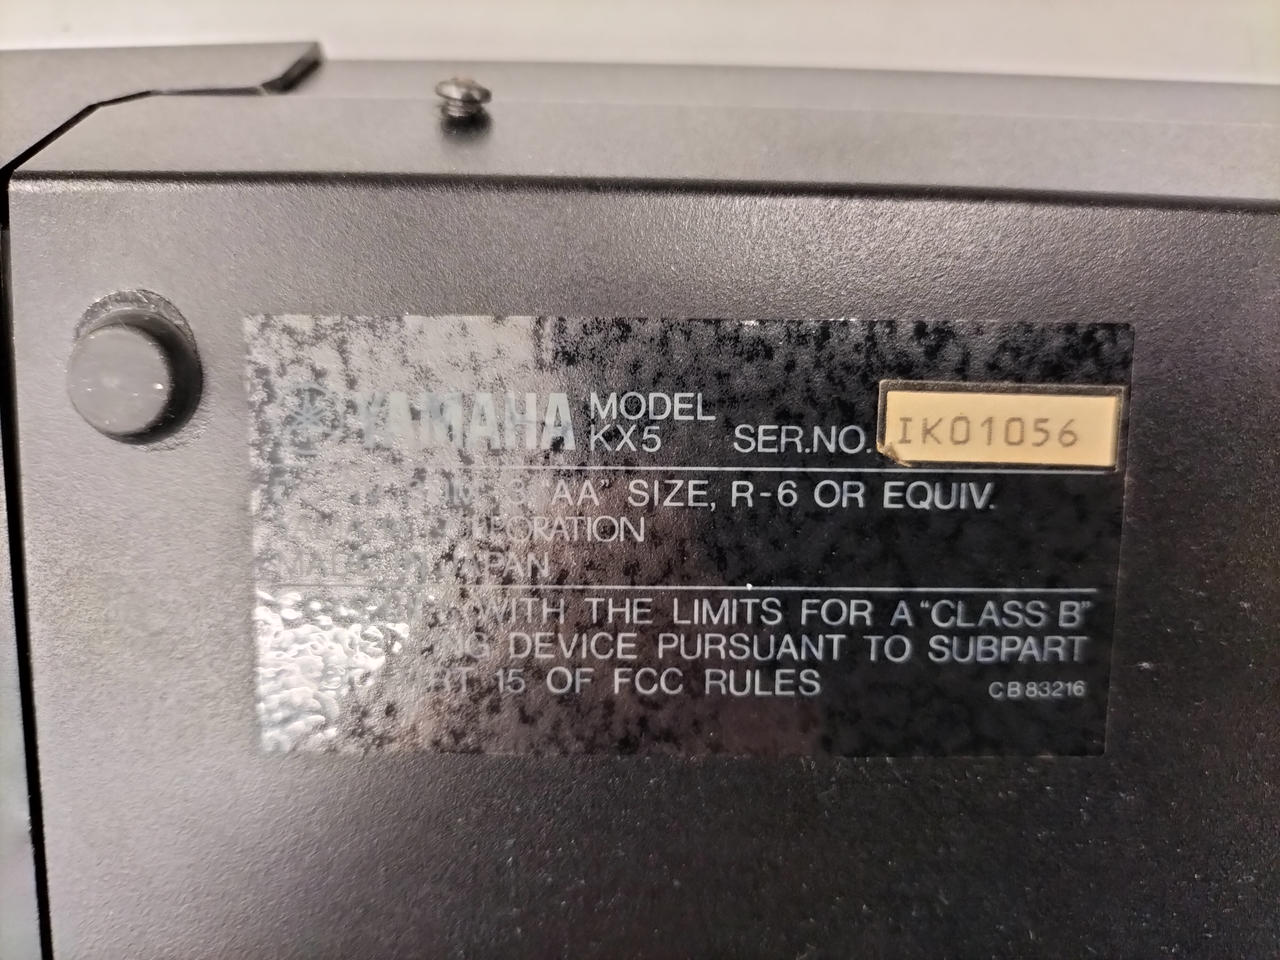 YAMAHA MODEL
KX5 SER.NO. IK01056
AA SIZE, R-6 OR EQUIV.
JAPAN
WITH THE LIMITS FOR A "CLASS B"
DEVICE PURSUANT TO SUBPART
15 OF FCC RULES CB83216